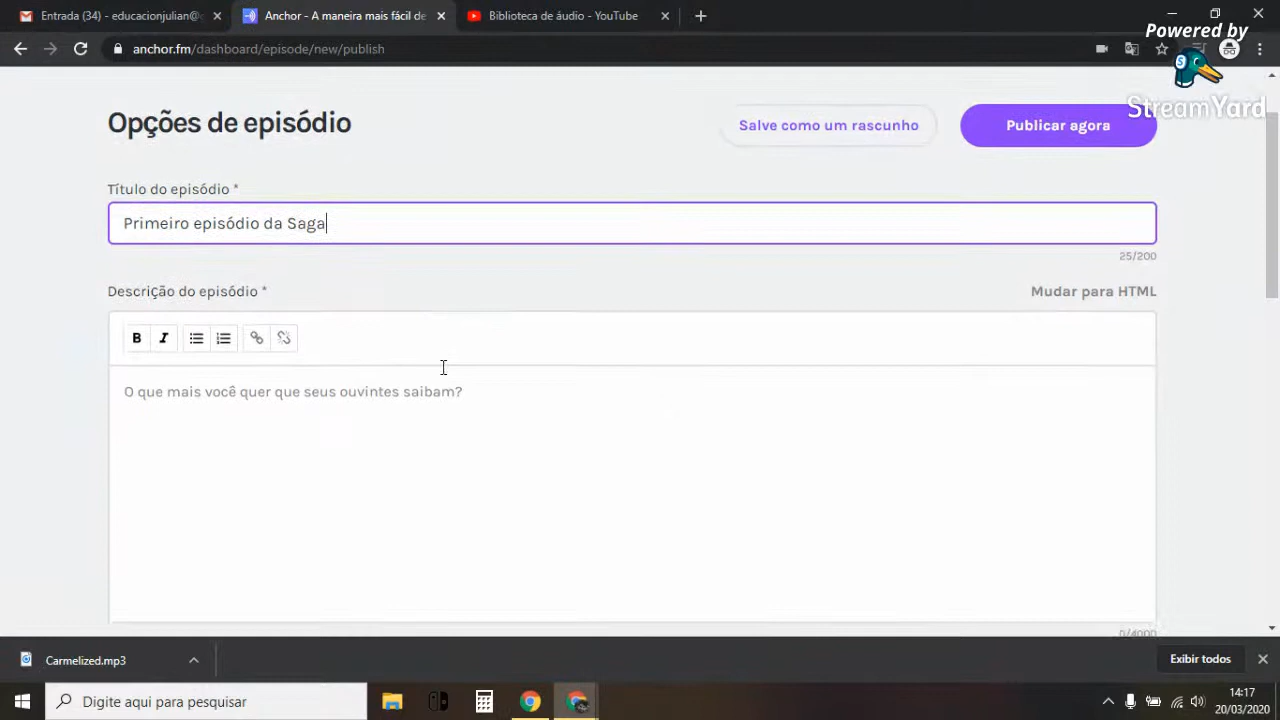 Entrada (34) - educacionjulian@
Anchor - A maneira mais fácil de
Biblioteca de áudio - YouTube
anchor.fm/dashboard/episode/new/publish
Powered by
StreamYard
Opções de episódio
Salve como um rascunho
Publicar agora
Título do episódio *
Primeiro episódio da Saga
25/200
Descrição do episódio *
Mudar para HTML
B I
O que mais você quer que seus ouvintes saibam?
0/4000
Carmelized.mp3
Exibir todos
Digite aqui para pesquisar
14:17
20/03/2020